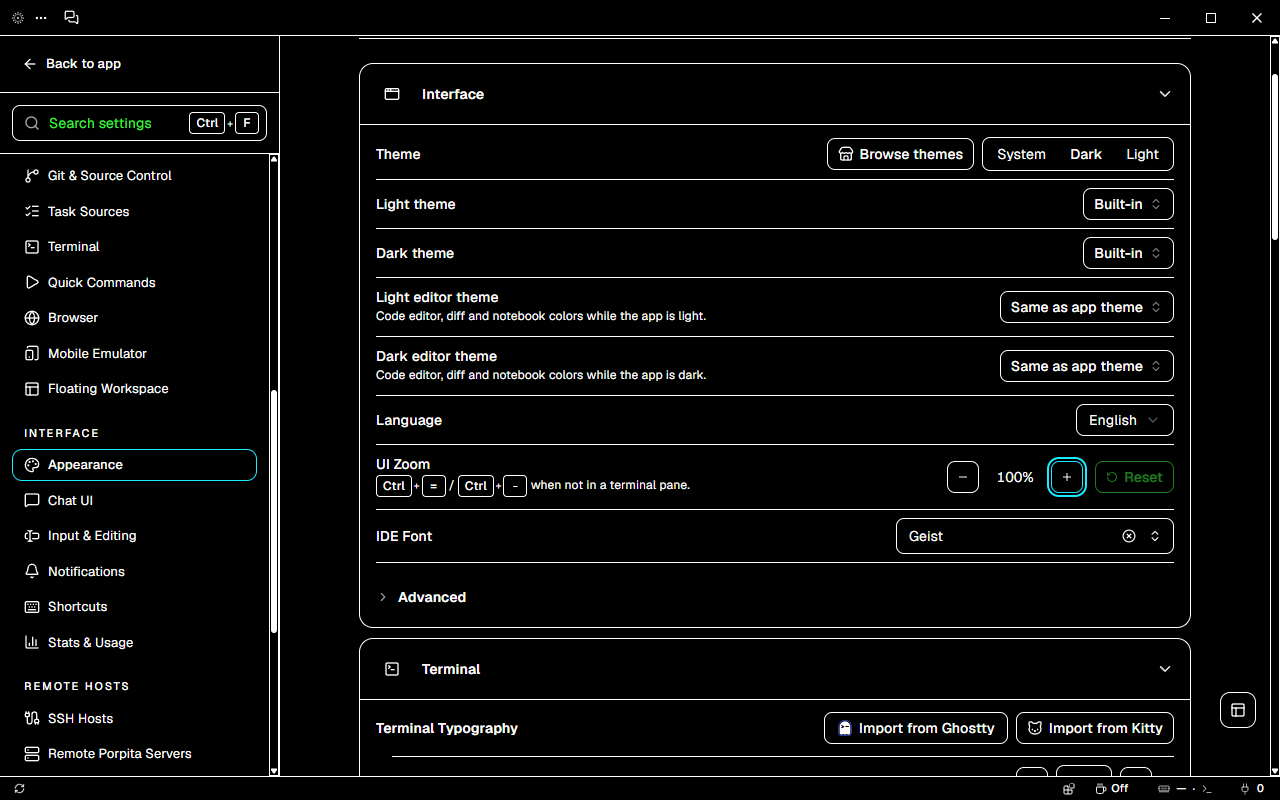 Back to app
Search settings Ctrl + F
Git & Source Control
Task Sources
Terminal
Quick Commands
Browser
Mobile Emulator
Floating Workspace
INTERFACE
Appearance
Chat UI
Input & Editing
Notifications
Shortcuts
Stats & Usage
REMOTE HOSTS
SSH Hosts
Remote Porpita Servers
Interface
Theme Browse themes System Dark Light
Light theme Built-in
Dark theme Built-in
Light editor theme Same as app theme
Code editor, diff and notebook colors while the app is light.
Dark editor theme Same as app theme
Code editor, diff and notebook colors while the app is dark.
Language English
UI Zoom
Ctrl + = / Ctrl + - when not in a terminal pane. − 100% + Reset
IDE Font Geist
Advanced
Terminal
Terminal Typography Import from Ghostty Import from Kitty
Off — · 0